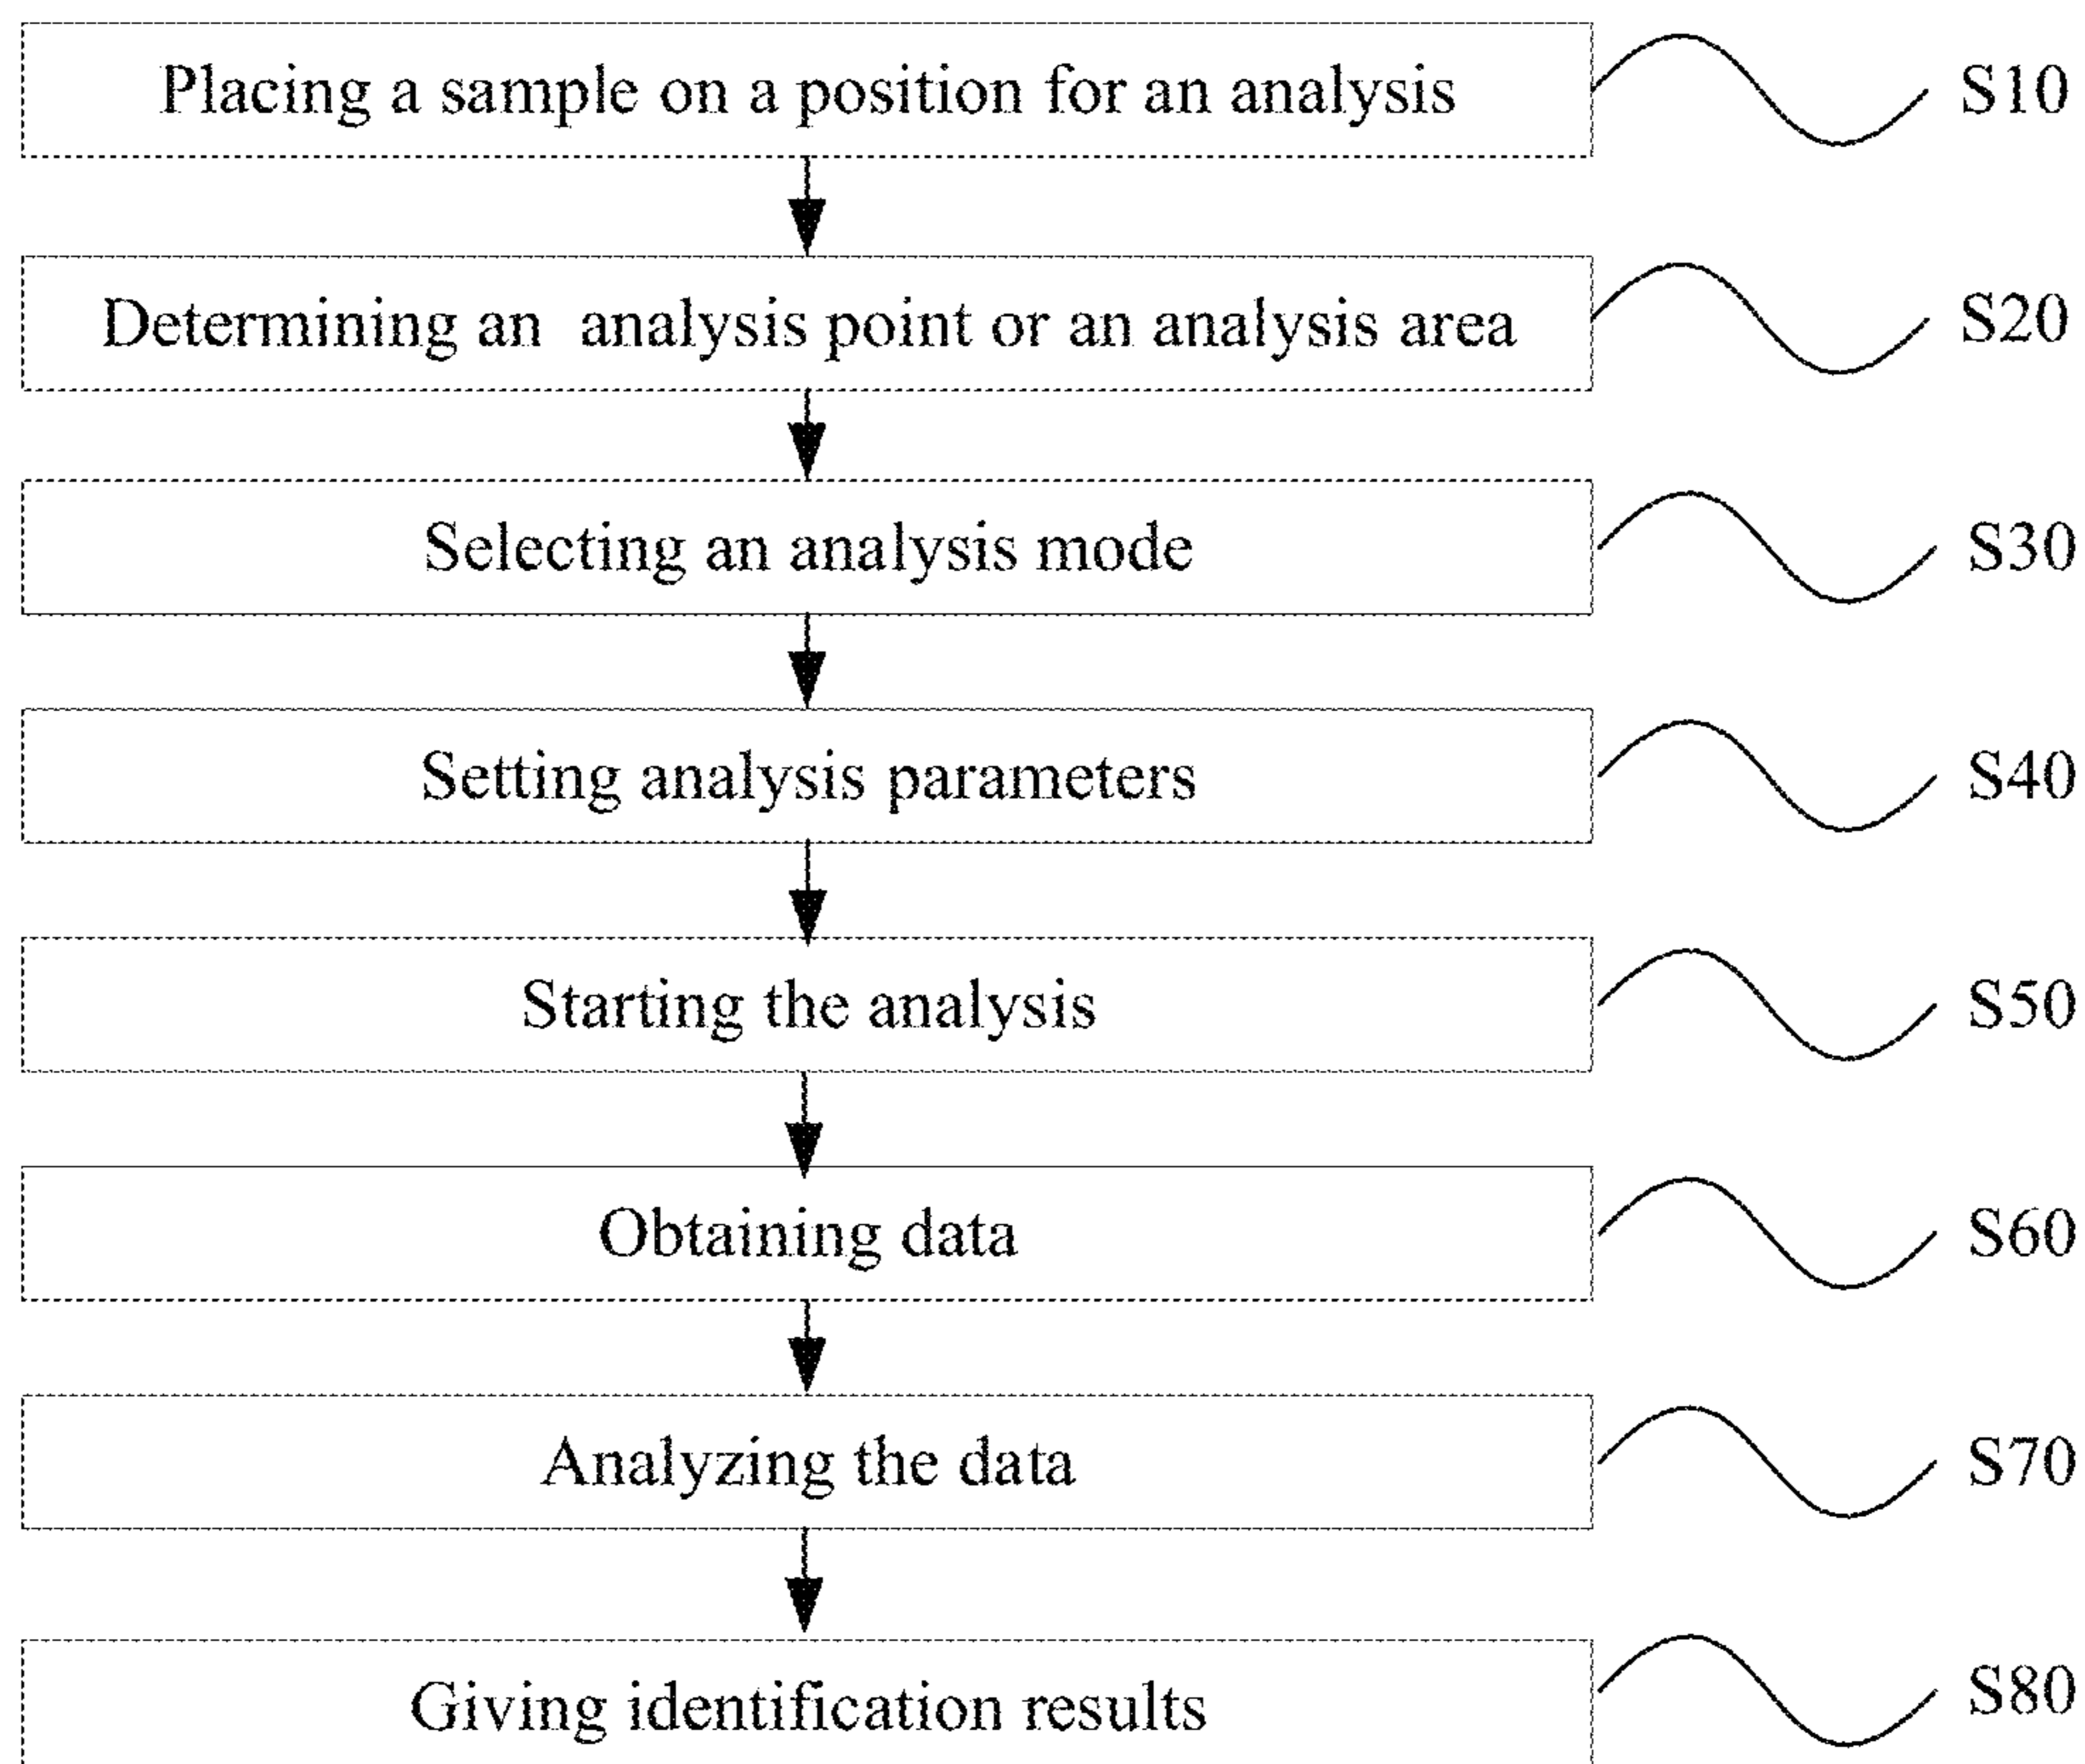 Placing a sample on a position for an analysis S10
Determining an analysis point or an analysis area S20
Selecting an analysis mode S30
Setting analysis parameters S40
Starting the analysis S50
Obtaining data S60
Analyzing the data S70
Giving identification results S80